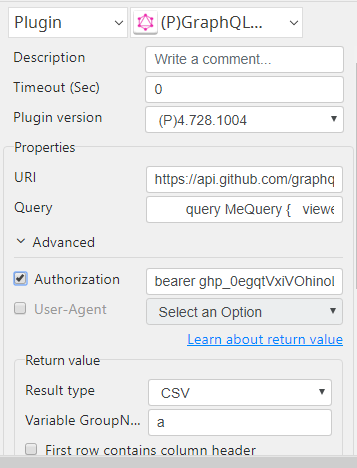 Plugin (P)GraphQL...
Description Write a comment...
Timeout (Sec) 0
Plugin version (P)4.728.1004
Properties
URI https://api.github.com/graphq
Query query MeQuery { viewe
Advanced
Authorization bearer ghp_0egqtVxiVOhinol
User-Agent Select an Option
Learn about return value
Return value
Result type CSV
Variable GroupN... a
First row contains column header